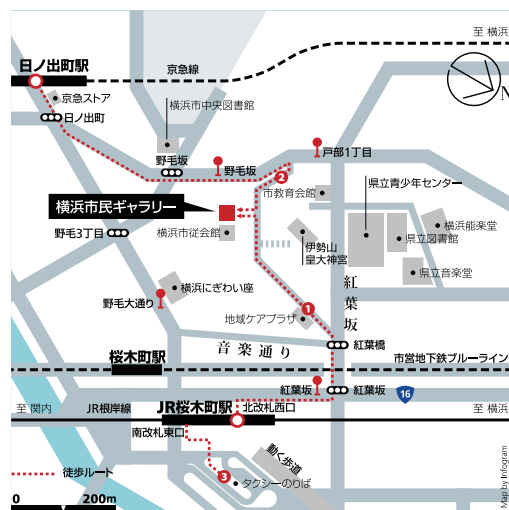 至 横浜
日ノ出町駅
京急線
京急ストア
横浜市中央図書館
N
日ノ出町
野毛坂
野毛坂
戸部1丁目
2
市教育会館
県立青少年センター
横浜市民ギャラリー
横浜能楽堂
野毛3丁目
横浜市従会館
伊勢山
皇大神宮
県立図書館
県立音楽堂
横浜にぎわい座
紅葉坂
野毛大通り
1
地域ケアプラザ
音楽通り
紅葉橋
桜木町駅
市営地下鉄ブルーライン
紅葉坂
紅葉坂
16
至 関内
JR根岸線
JR桜木町駅
北改札西口
至 横浜
南改札東口
動く歩道
徒歩ルート
3
タクシーのりば
0
200m
Map by Infogram